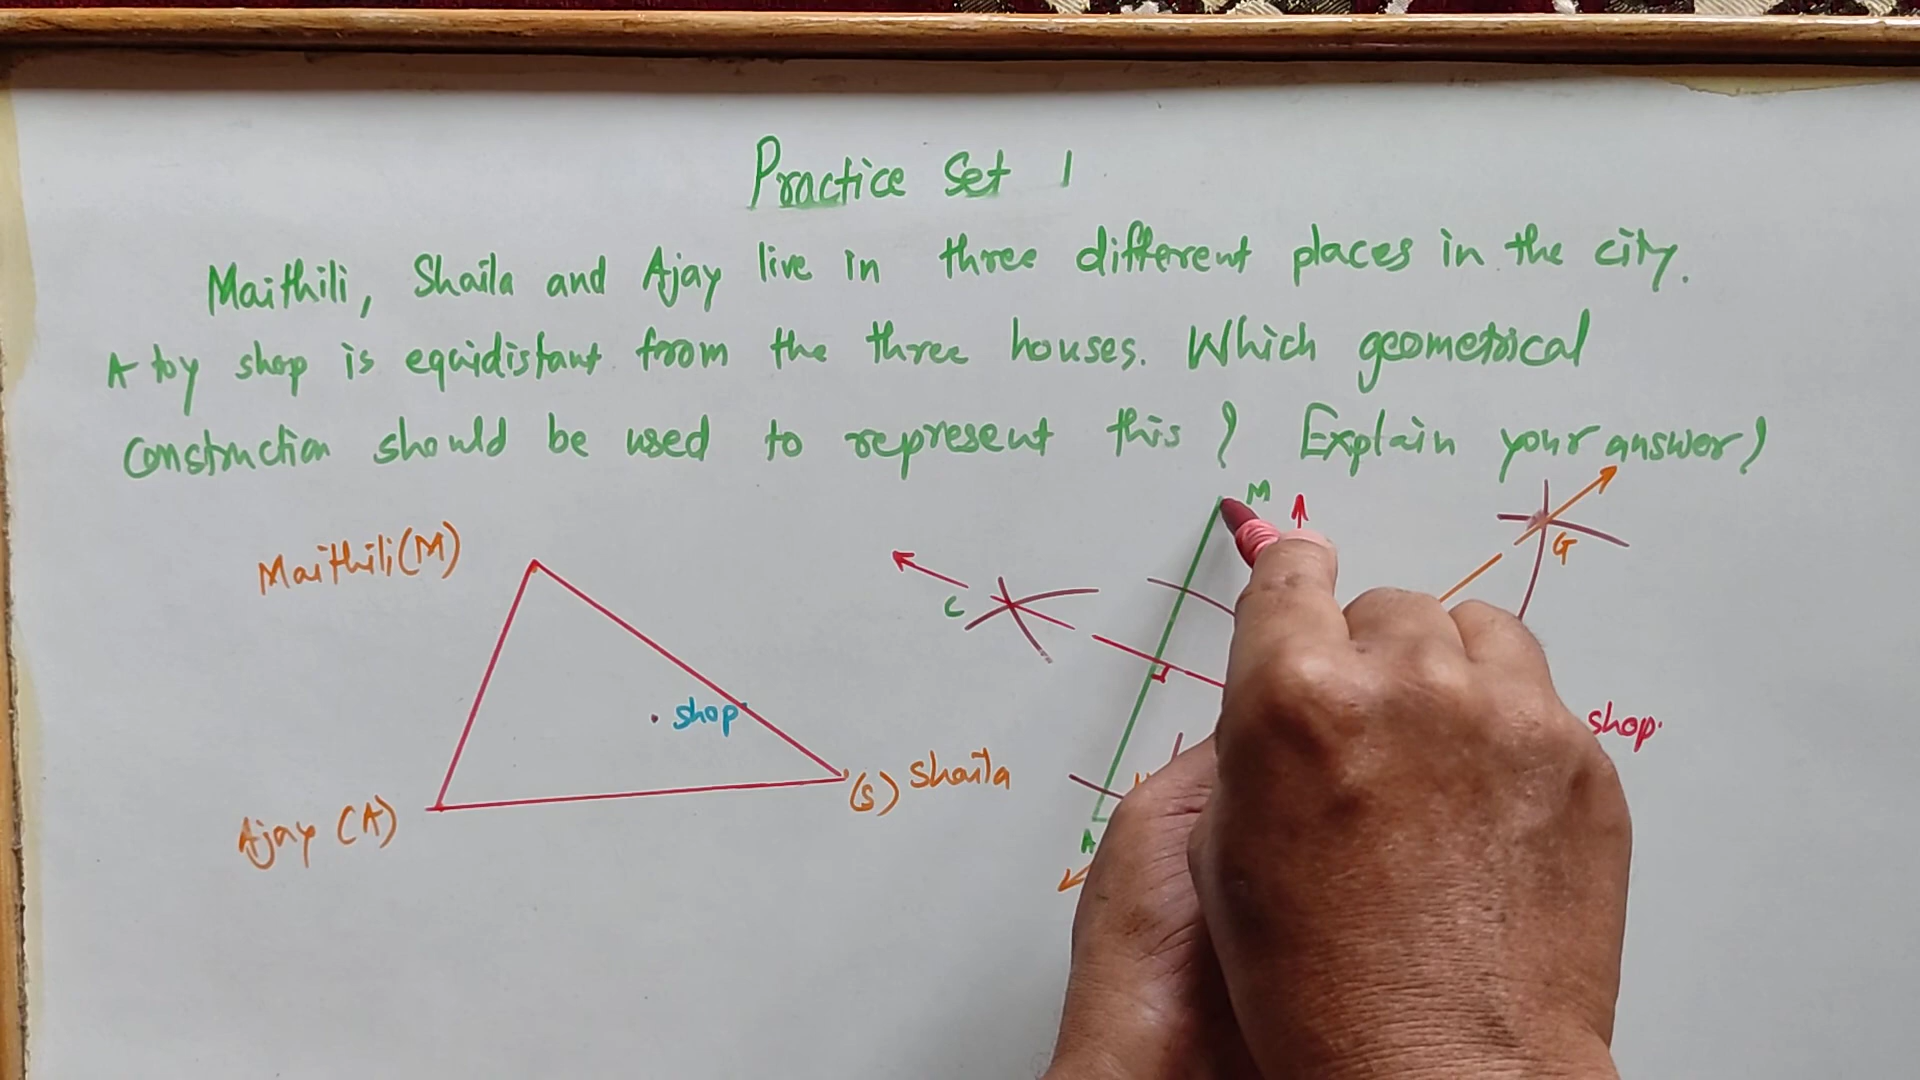 Practice Set 1
Maithili, Shaila and Ajay live in three different places in the city.
A toy shop is equidistant from the three houses. Which geometrical
construction should be used to represent this? Explain your answer?
Maithili (M)
shop
Ajay (A)
(S) Shaila
M
C
G
shop.
A